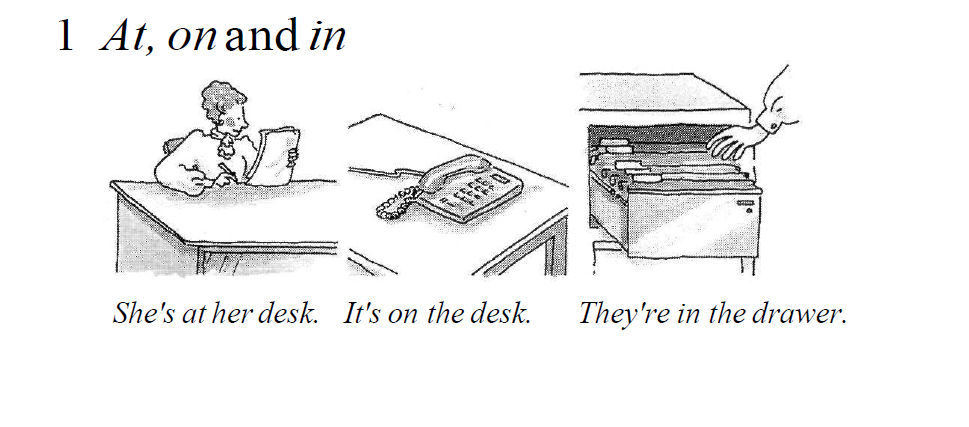 1 At, on and in
She's at her desk. It's on the desk. They're in the drawer.